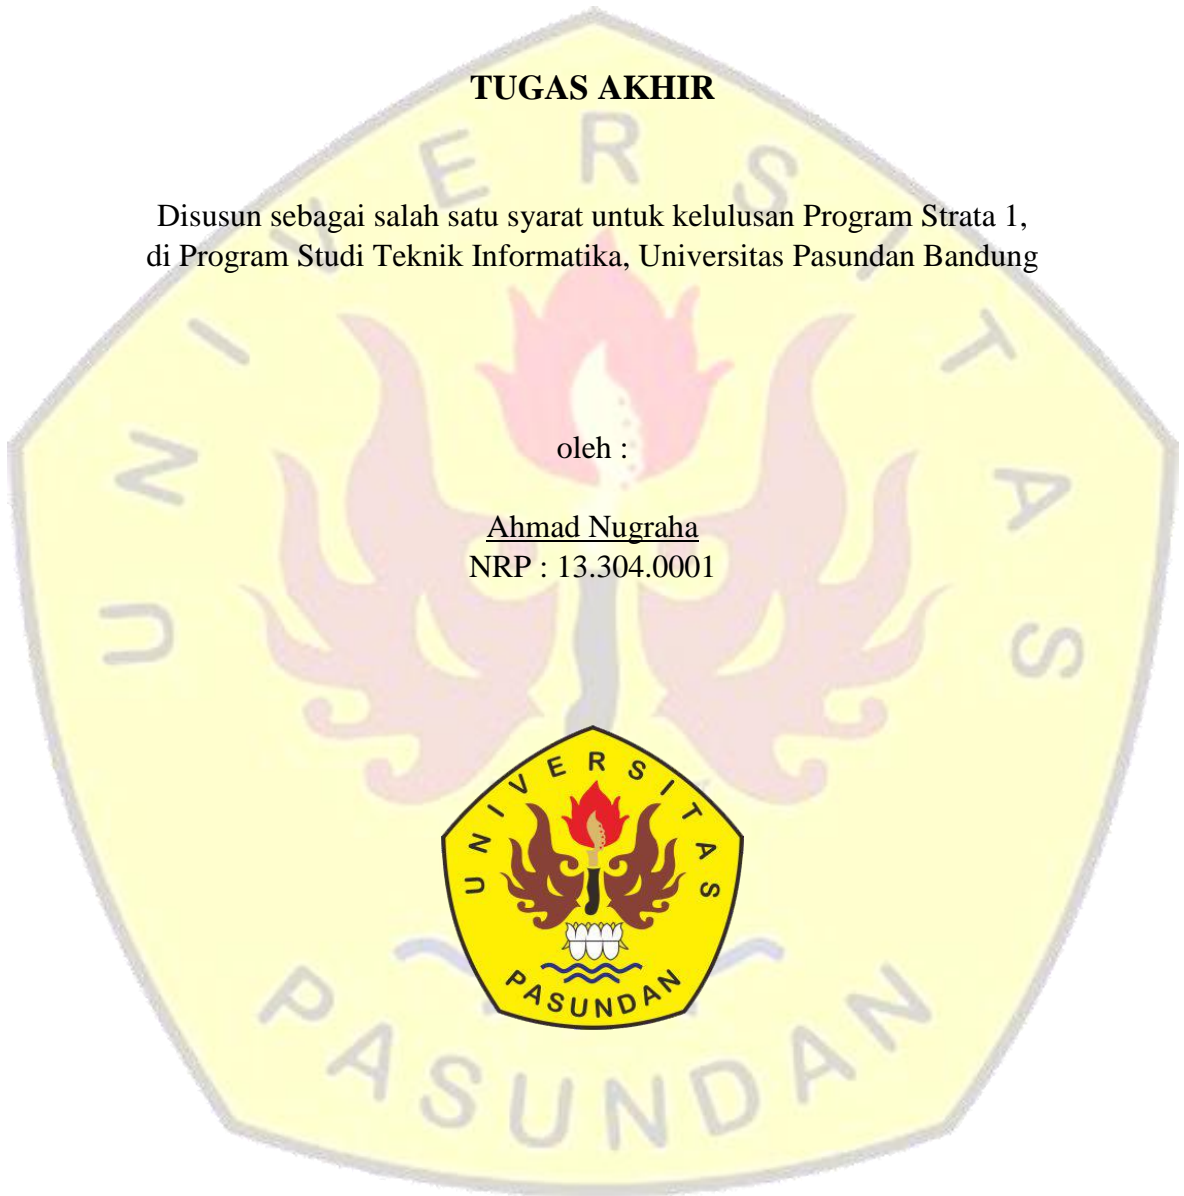 TUGAS AKHIR
Disusun sebagai salah satu syarat untuk kelulusan Program Strata 1,
di Program Studi Teknik Informatika, Universitas Pasundan Bandung
oleh :
Ahmad Nugraha
NRP : 13.304.0001
UNIVERSITAS
PASUNDAN
UNIVERSITAS
PASUNDAN